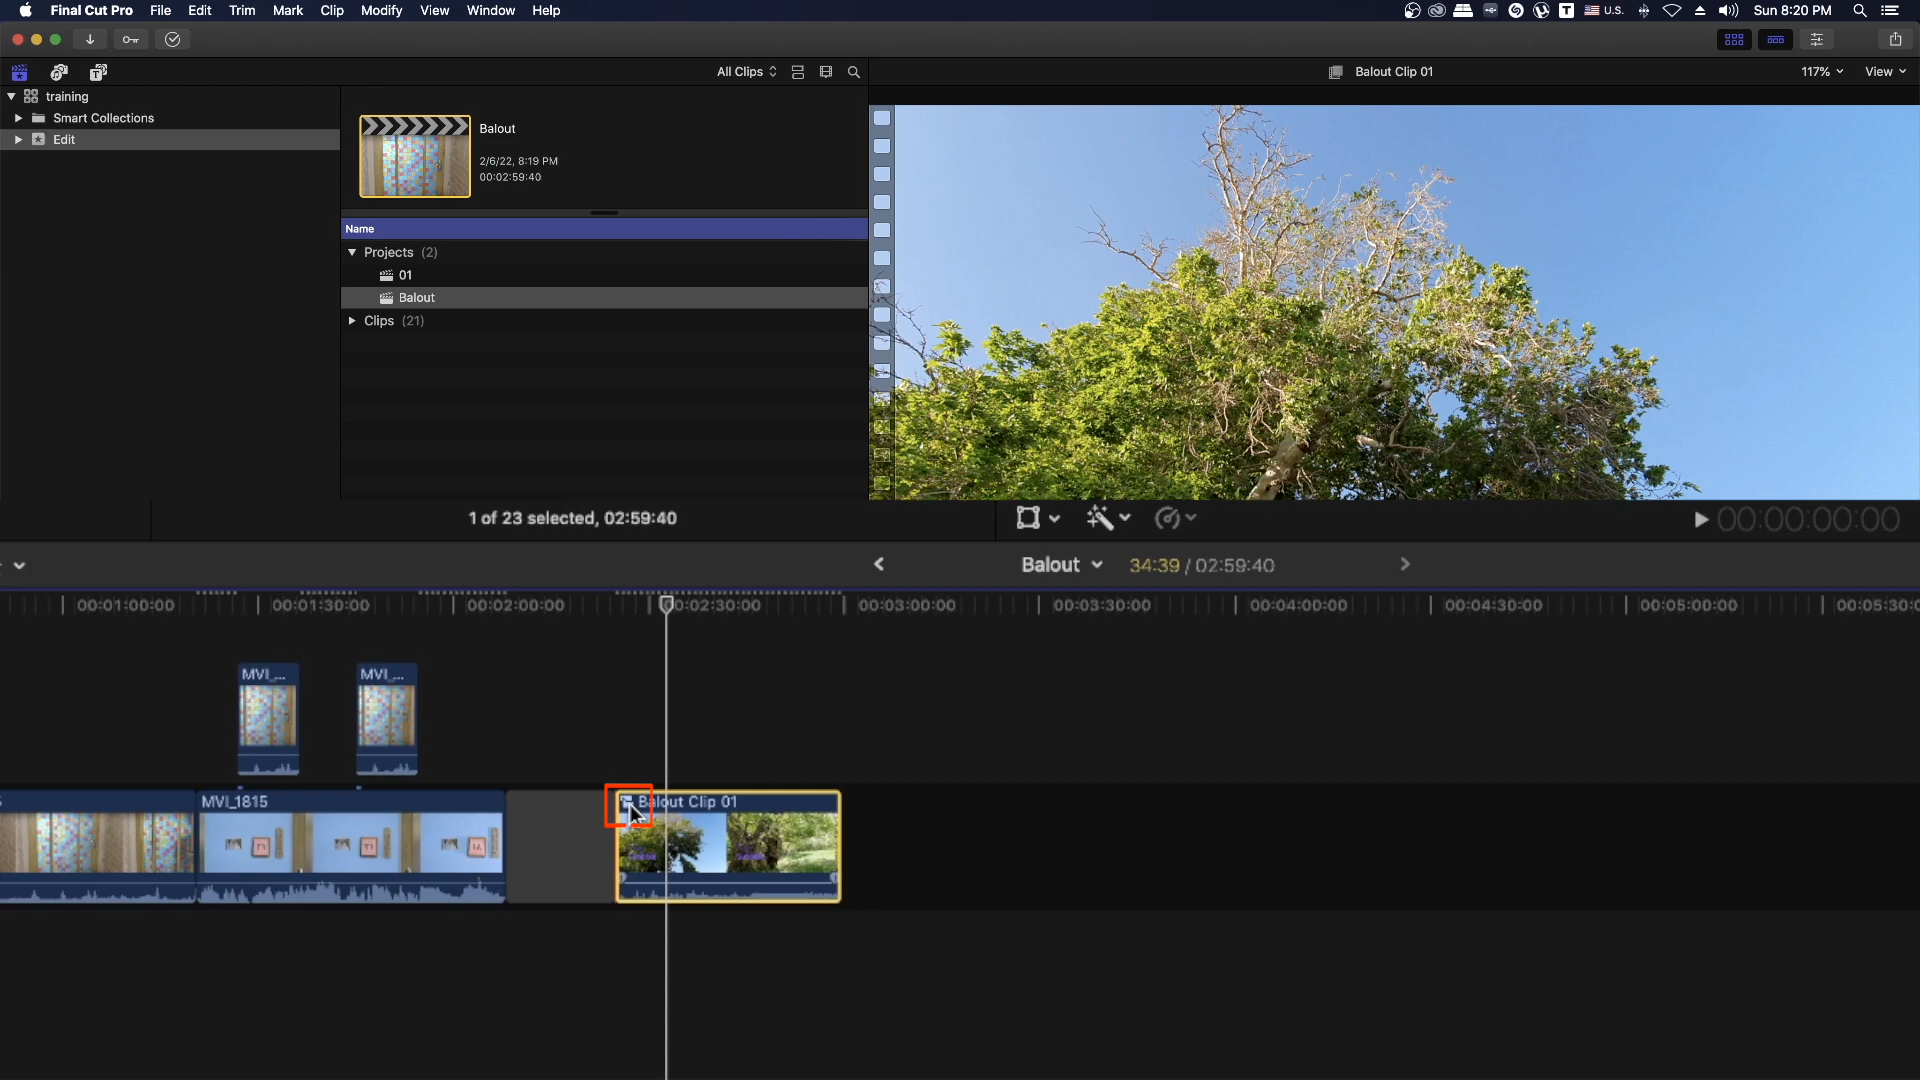 Final Cut Pro File Edit Trim Mark Clip Modify View Window Help U.S. Sun 8:20 PM
All Clips Balout Clip 01 117% View
training
Smart Collections
Edit
Balout
2/6/22, 8:19 PM
00:02:59:40
Name
Projects (2)
01
Balout
Clips (21)
1 of 23 selected, 02:59:40 00:00:00:00
Balout 34:39 / 02:59:40
00:01:00:00 00:01:30:00 00:02:00:00 00:02:30:00 00:03:00:00 00:03:30:00 00:04:00:00 00:04:30:00 00:05:00:00 00:05:30:0
MVI_... MVI_...
MVI_1815 Balout Clip 01